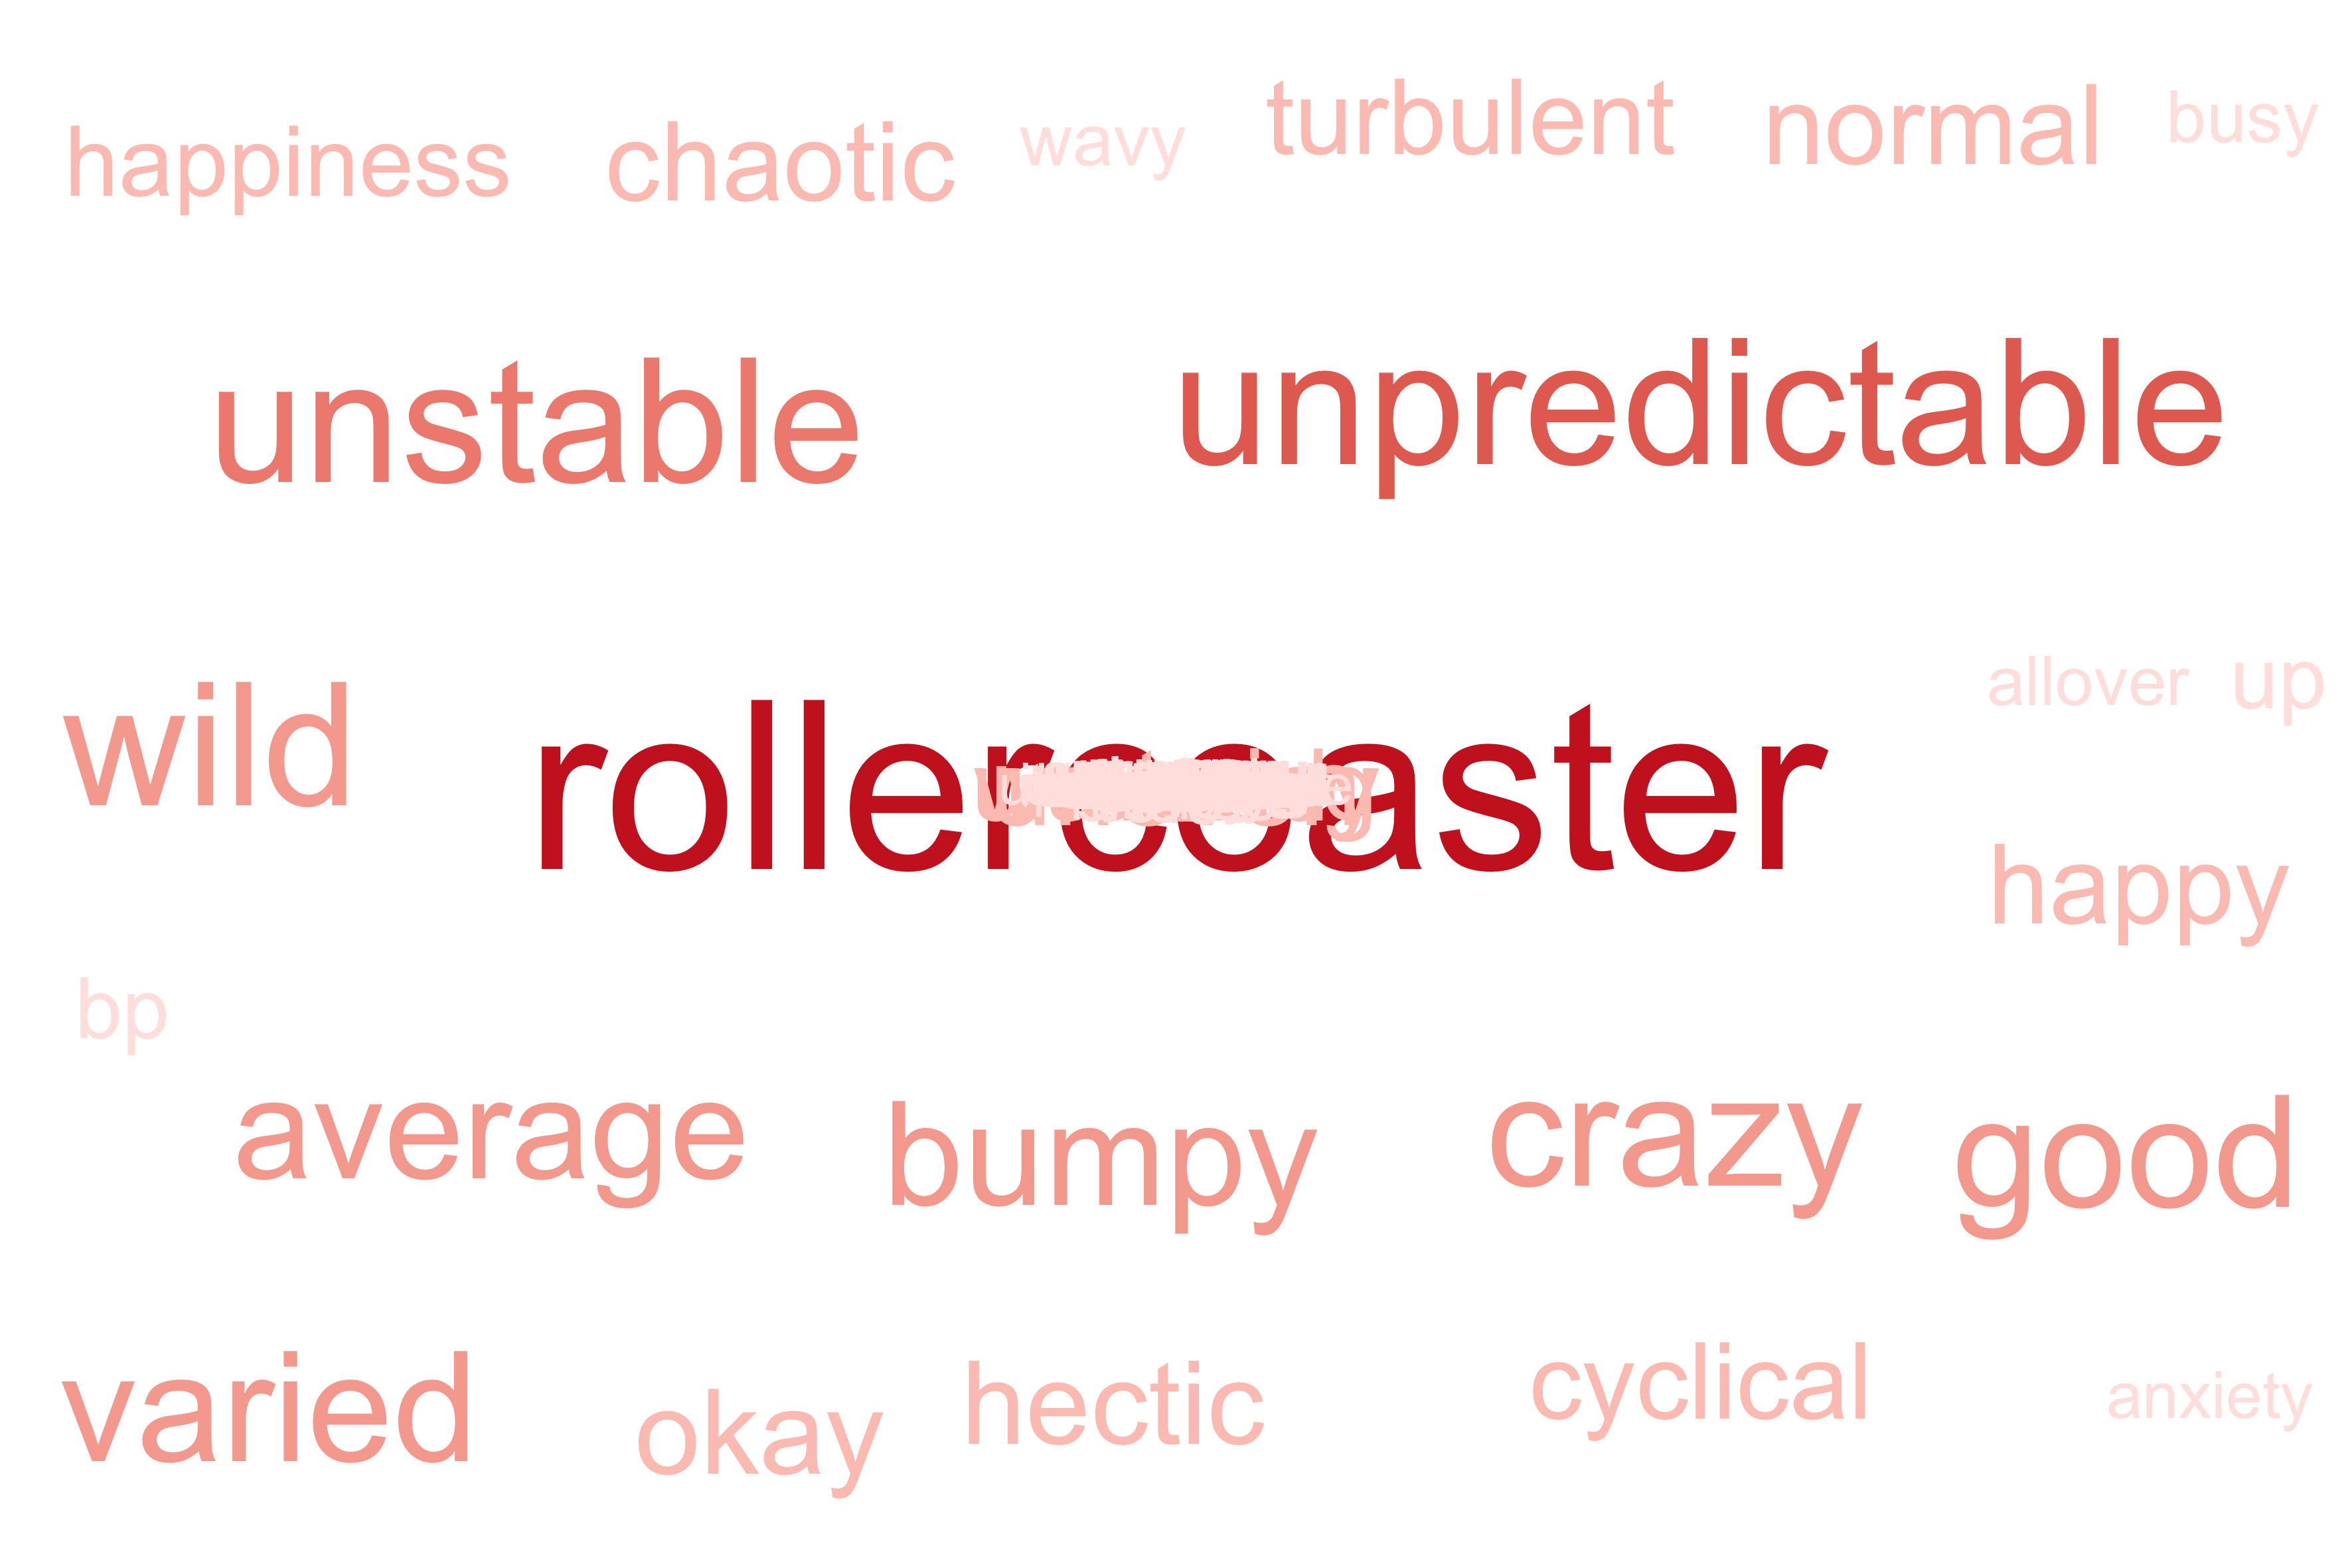 happiness chaotic wavy turbulent normal busy
unstable unpredictable
wild rollercoaster allover up
happy
bp
average bumpy crazy good
varied okay hectic cyclical anxiety